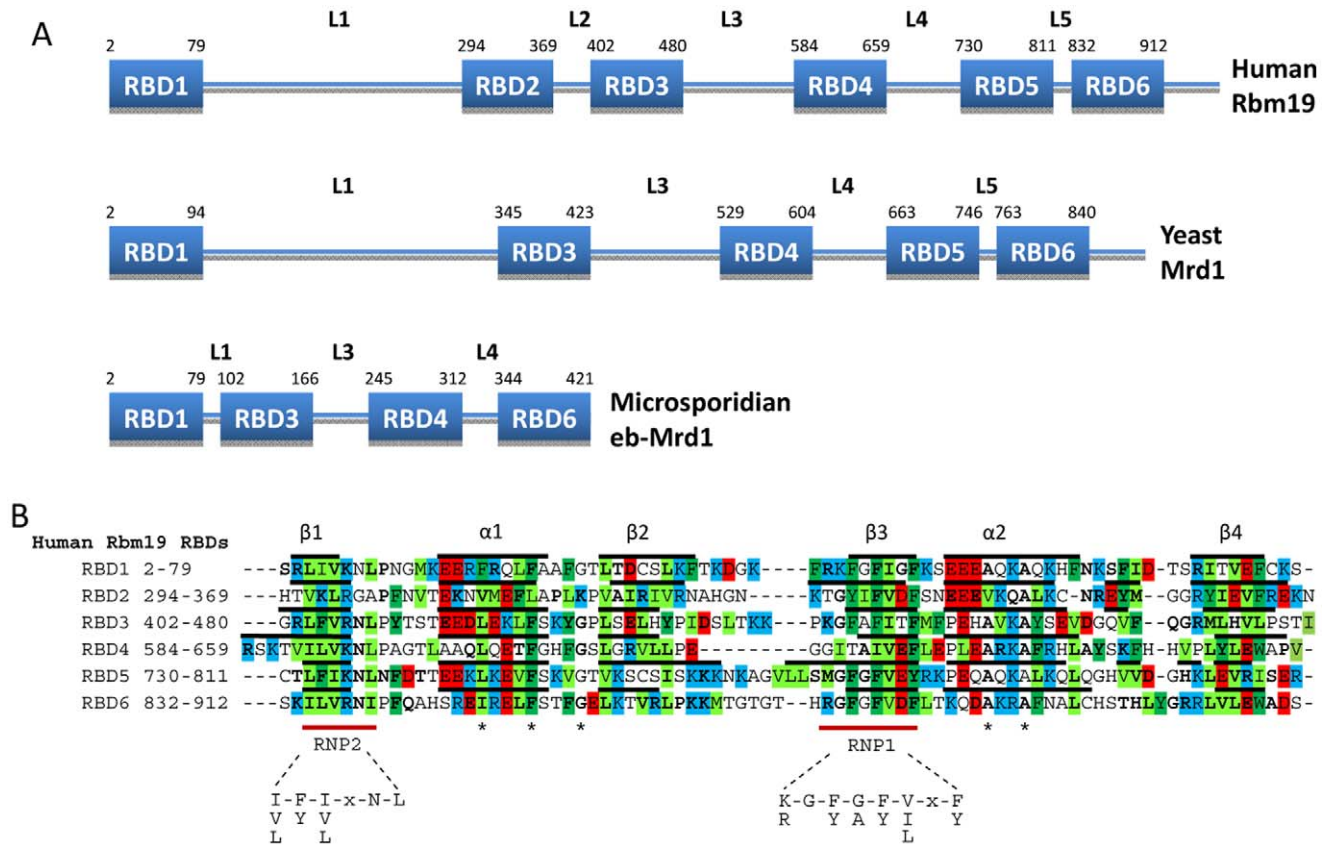 A
L1 L2 L3 L4 L5
2 79 294 369 402 480 584 659 730 811 832 912
RBD1 RBD2 RBD3 RBD4 RBD5 RBD6
Human
Rbm19
L1 L3 L4 L5
2 94 345 423 529 604 663 746 763 840
RBD1 RBD3 RBD4 RBD5 RBD6
Yeast
Mrd1
L1 L3 L4
2 79 102 166 245 312 344 421
RBD1 RBD3 RBD4 RBD6
Microsporidian
eb-Mrd1
B
β1 α1 β2 β3 α2 β4
Human Rbm19 RBDs
RBD1 2-79 ---SRLIVKNLPNGMKEERFRQLFAAFGTLTDCSLKFTKDGK----FRKFGFIGFKSEEEAQKAQKHFNKSFID-TSRITVEFCKS-
RBD2 294-369 ---HTVKLRGAPFNVTEKNVMEFLAPLKPVAIRIVRNAHGN-----KTGYIFVDFSNEEEVKQALKC-NREYM-GGRYIEVFREKN
RBD3 402-480 ---GRLFVRNLPYTSTEEDLEKLFSKYGPLSELHYPIDSLTKK---PKGFAFITFMFPEHAVKAYSEVDGQVF--QGRMLHVLPSTI
RBD4 584-659 RSKTVILVKNLPAGTLAAQLQETFGHFGSLGRVLLPE---------GGITAIVEFLEPLEARKAFRHLAYSKFH-HVPLYLEWAPV-
RBD5 730-811 ---CTLFIKNLNFDTTEEKLKEVFSKVGTVKSCSISKKKNKAGVLLSMGFGFVEYRKPEQAQKALKQLQGHVVD-GHKLEVRISER-
RBD6 832-912 ---SKILVRNIPFQAHSREIRELFSTFGELKTVRLPKKMTGTGT--HRGFGFVDFLTKQDAKRAFNALCHSTHLYGRRLVLEWADS-
* * * * *
RNP2 RNP1
I-F-I-x-N-L K-G-F-G-F-V-x-F
V Y V R Y A Y I Y
L L L